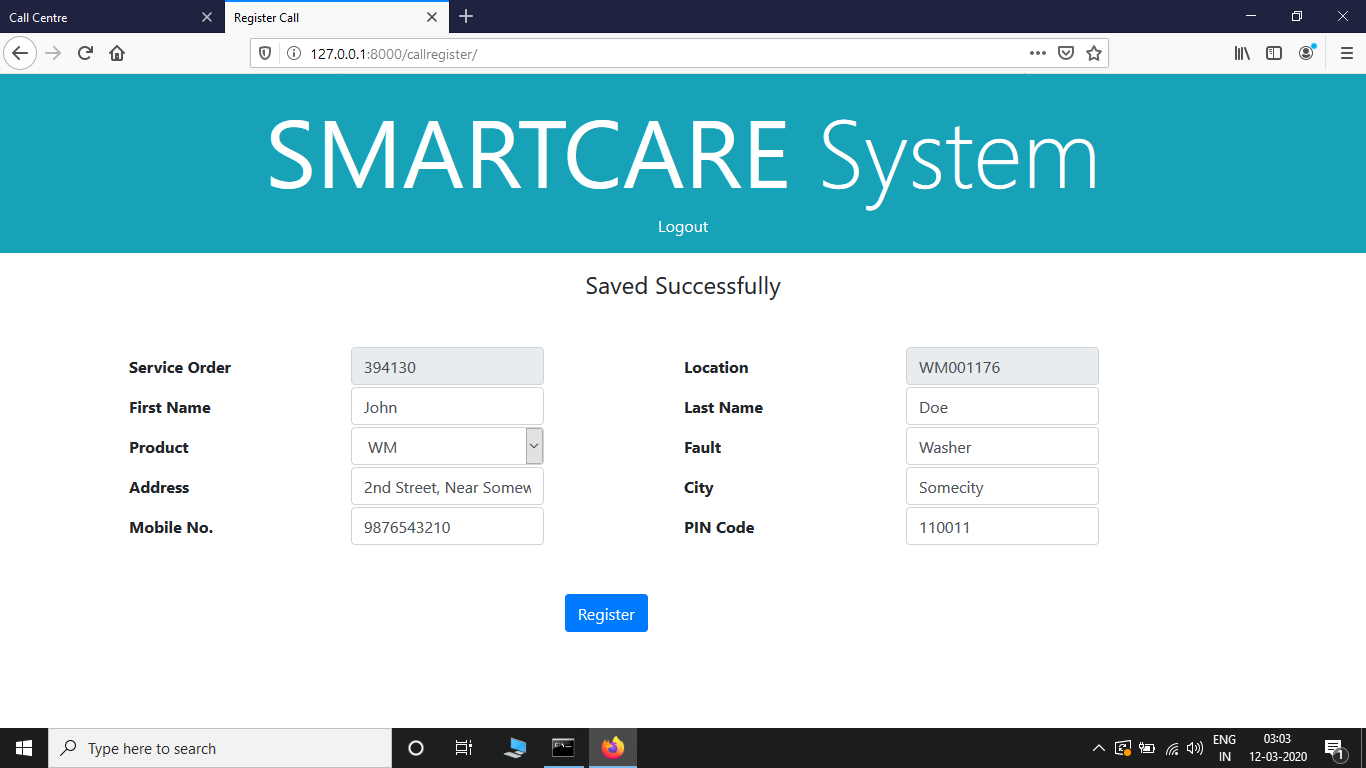 Call Centre
Register Call
127.0.0.1:8000/callregister/
SMARTCARE System
Logout
Saved Successfully
Service Order 394130 Location WM001176
First Name John Last Name Doe
Product WM Fault Washer
Address 2nd Street, Near Somew City Somecity
Mobile No. 9876543210 PIN Code 110011
Register
Type here to search
ENG
IN
03:03
12-03-2020
1